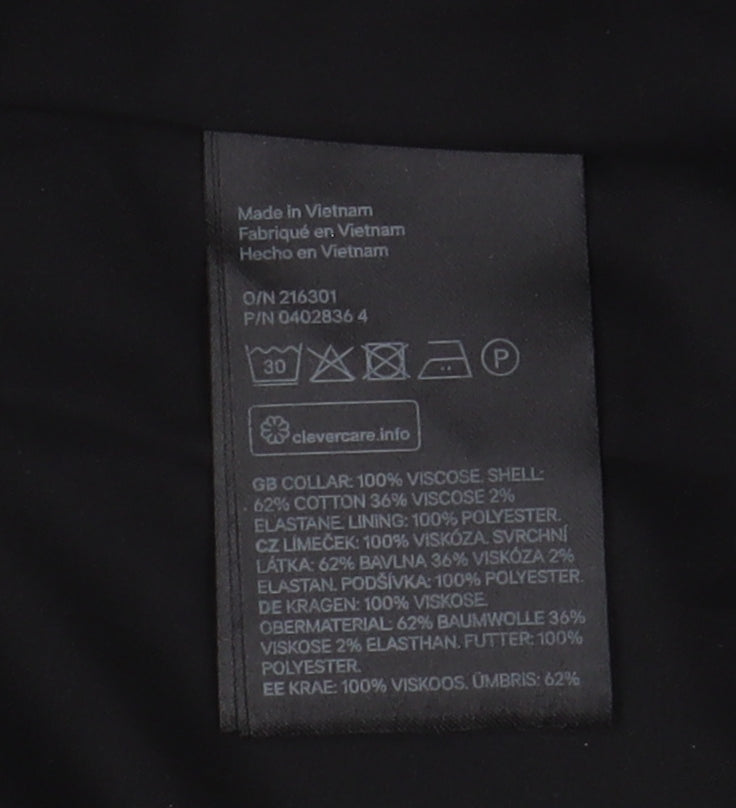 Made in Vietnam
Fabriqué en Vietnam
Hecho en Vietnam
O/N 216301
P/N 0402836 4
30 P
clevercare.info
GB COLLAR: 100% VISCOSE. SHELL:
62% COTTON 36% VISCOSE 2%
ELASTANE. LINING: 100% POLYESTER.
CZ LÍMEČEK: 100% VISKÓZA. SVRCHNÍ
LÁTKA: 62% BAVLNA 36% VISKÓZA 2%
ELASTAN. PODŠÍVKA: 100% POLYESTER.
DE KRAGEN: 100% VISKOSE.
OBERMATERIAL: 62% BAUMWOLLE 36%
VISKOSE 2% ELASTHAN. FUTTER: 100%
POLYESTER.
EE KRAE: 100% VISKOOS. ÜMBRIS: 62%